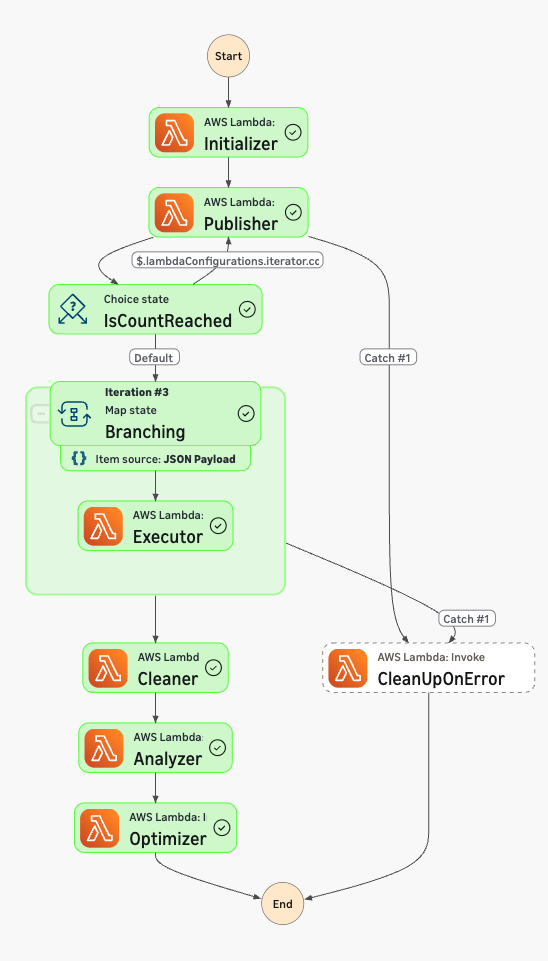 Start
AWS Lambda:
Initializer
AWS Lambda:
Publisher
$.lambdaConfigurations.iterator.cc
Choice state
IsCountReached
Default
Catch #1
Iteration #3
Map state
Branching
{} Item source: JSON Payload
AWS Lambda:
Executor
Catch #1
AWS Lambd
Cleaner
AWS Lambda: Invoke
CleanUpOnError
AWS Lambda:
Analyzer
AWS Lambda: I
Optimizer
End